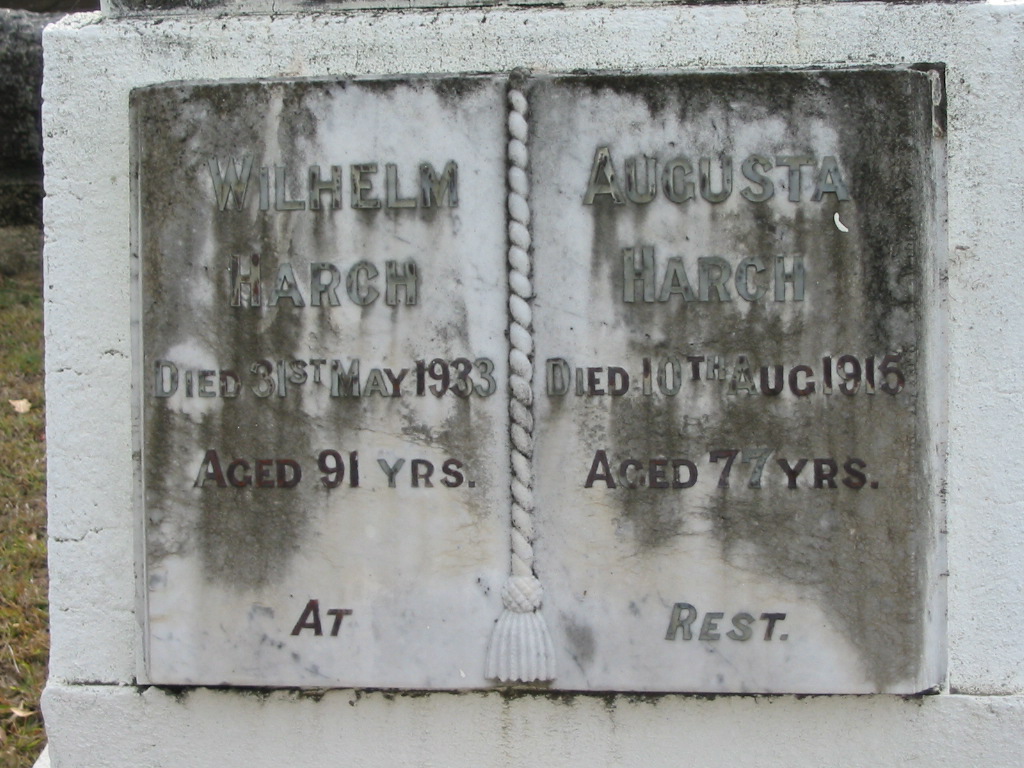 WILHELM
HARCH
DIED 31ST MAY 1933
AGED 91 YRS.
AT
AUGUSTA
HARCH
DIED 10TH AUG 1915
AGED 77 YRS.
REST.